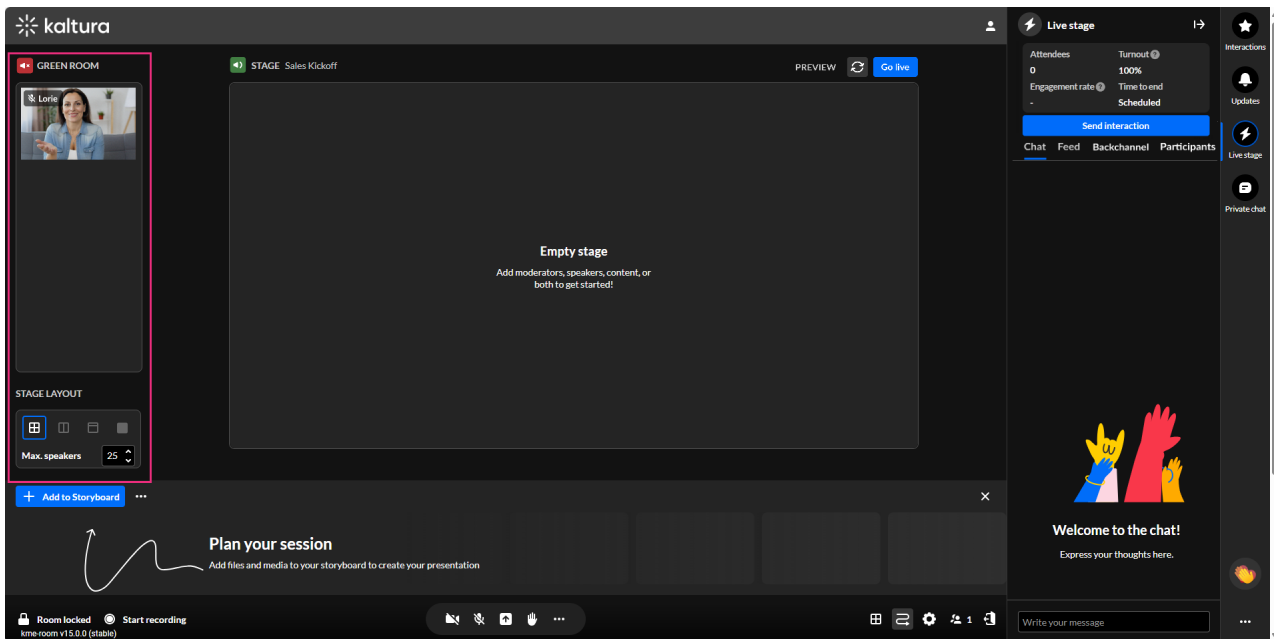 kaltura
GREEN ROOM
Lorie
STAGE LAYOUT
Max. speakers 25
STAGE Sales Kickoff
PREVIEW
Go live
Empty stage
Add moderators, speakers, content, or
both to get started!
Add to Storyboard
Plan your session
Add files and media to your storyboard to create your presentation
Room locked
Start recording
kme-room v15.0.0 (stable)
1
Live stage
Attendees Turnout ?
0 100%
Engagement rate ? Time to end
- Scheduled
Send interaction
Chat Feed Backchannel Participants
Welcome to the chat!
Express your thoughts here.
Write your message
Interactions
Updates
Live stage
Private chat